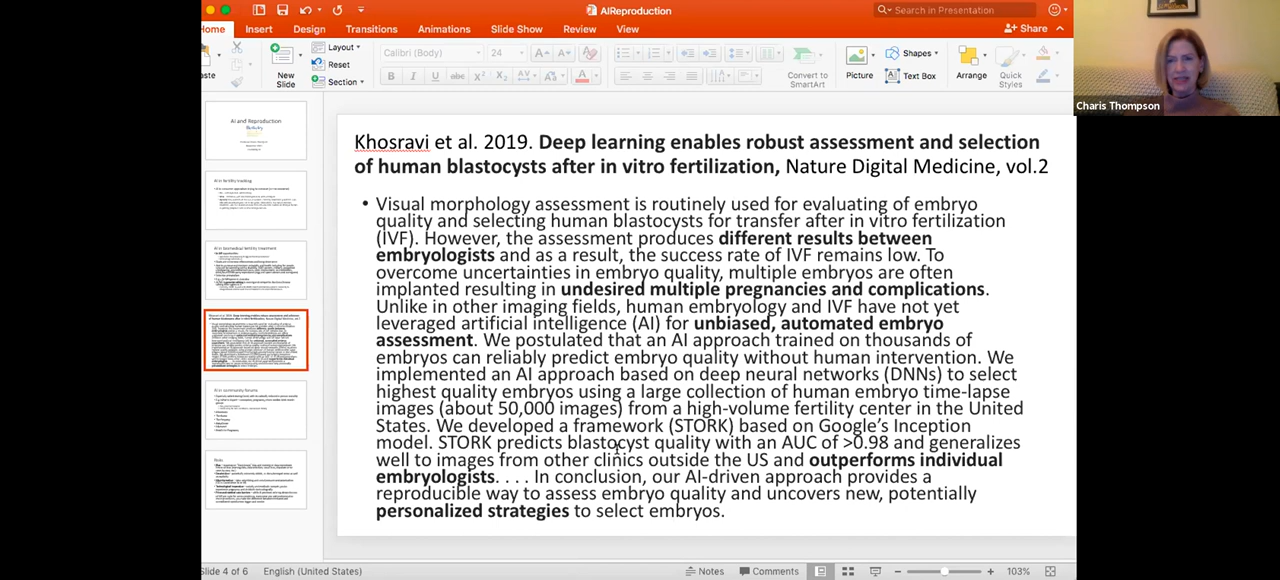 AIReproduction
Search in Presentation
Home
Insert
Design
Transitions
Animations
Slide Show
Review
View
Share
Paste
New
Slide
Layout
Reset
Section
Calibri (Body)
24
Convert to
SmartArt
Picture
Shapes
Text Box
Arrange
Quick
Styles
Charis Thompson
AI and Reproduction
Khosravi et al. 2019. Deep learning enables robust assessment and selection
of human blastocysts after in vitro fertilization, Nature Digital Medicine, vol.2
• Visual morphology assessment is routinely used for evaluating of embryo
quality and selecting human blastocysts for transfer after in vitro fertilization
(IVF). However, the assessment produces different results between
embryologists and as a result, the success rate of IVF remains low. To
overcome uncertainties in embryo quality, multiple embryos are often
implanted resulting in undesired multiple pregnancies and complications.
Unlike in other imaging fields, human embryology and IVF have not yet
leveraged artificial intelligence (AI) for unbiased, automated embryo
assessment. We postulated that an AI approach trained on thousands of
embryos can reliably predict embryo quality without human intervention. We
implemented an AI approach based on deep neural networks (DNNs) to select
highest quality embryos using a large collection of human embryo time-lapse
images (about 50,000 images) from a high-volume fertility center in the United
States. We developed a framework (STORK) based on Google's Inception
model. STORK predicts blastocyst quality with an AUC of >0.98 and generalizes
well to images from other clinics outside the US and outperforms individual
embryologists. In conclusion, our AI-driven approach provides a
reproducible way to assess embryo quality and uncovers new, potentially
personalized strategies to select embryos.
Slide 4 of 6
English (United States)
Notes
Comments
103%